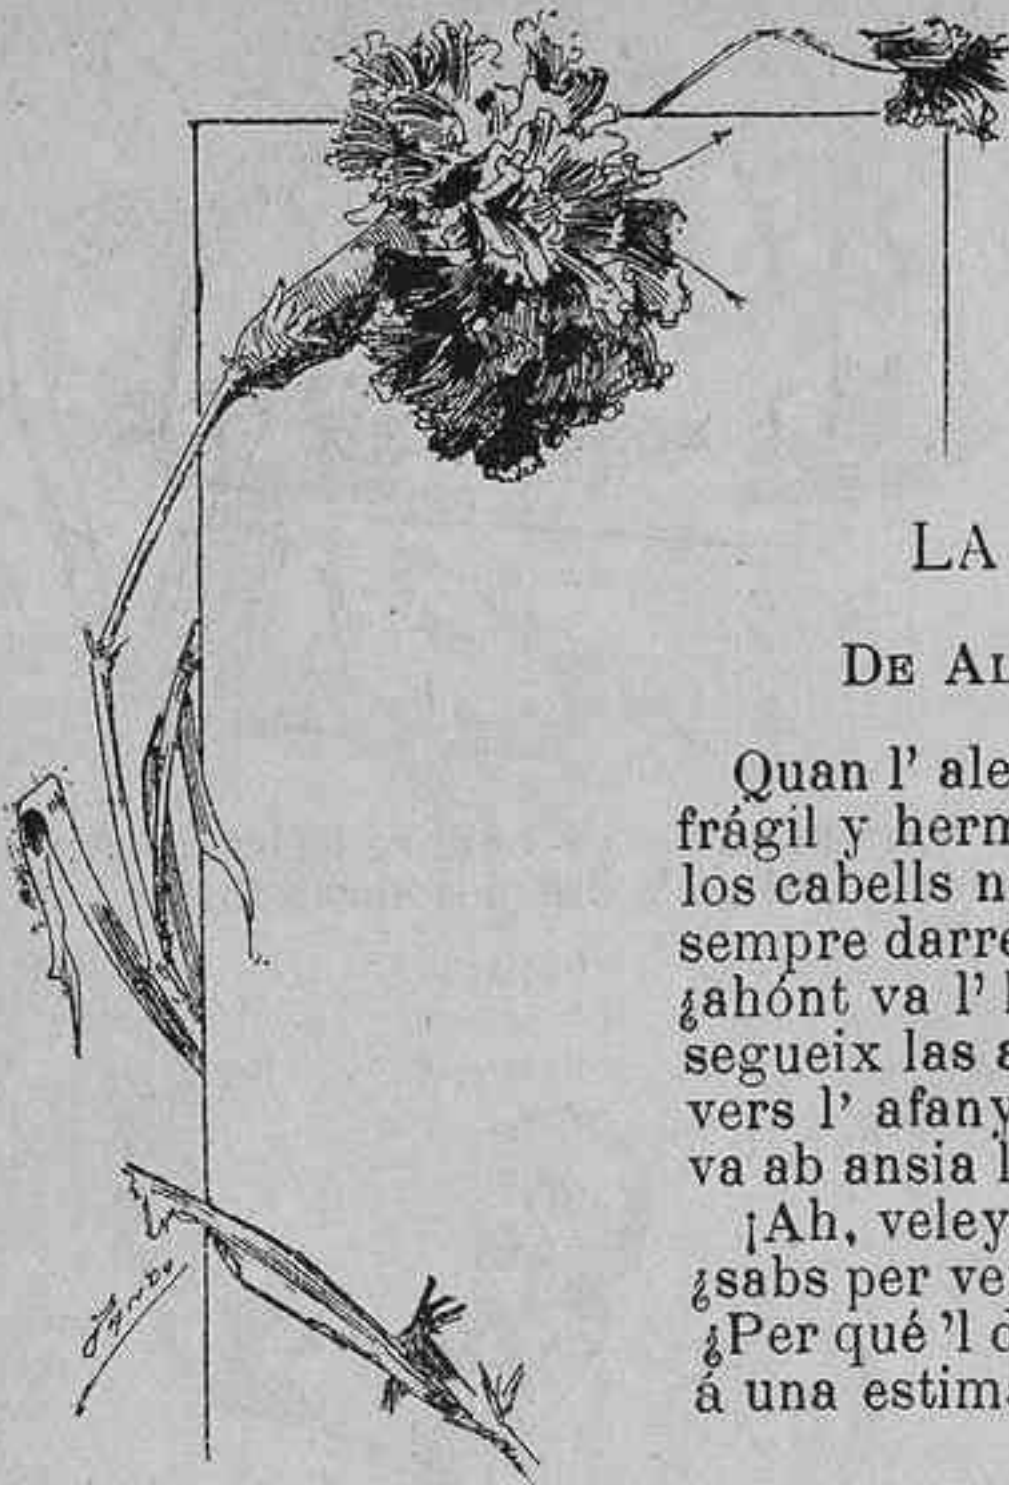 LA
DE AL
Quan l’ ale
frágil y herm
los cabells n
sempre darre
¿ahónt va l’
segueix las a
vers l’ afany
va ab ansia l
¡Ah, veley
¿sabs per ve
¿Per qué ’l d
á una estima